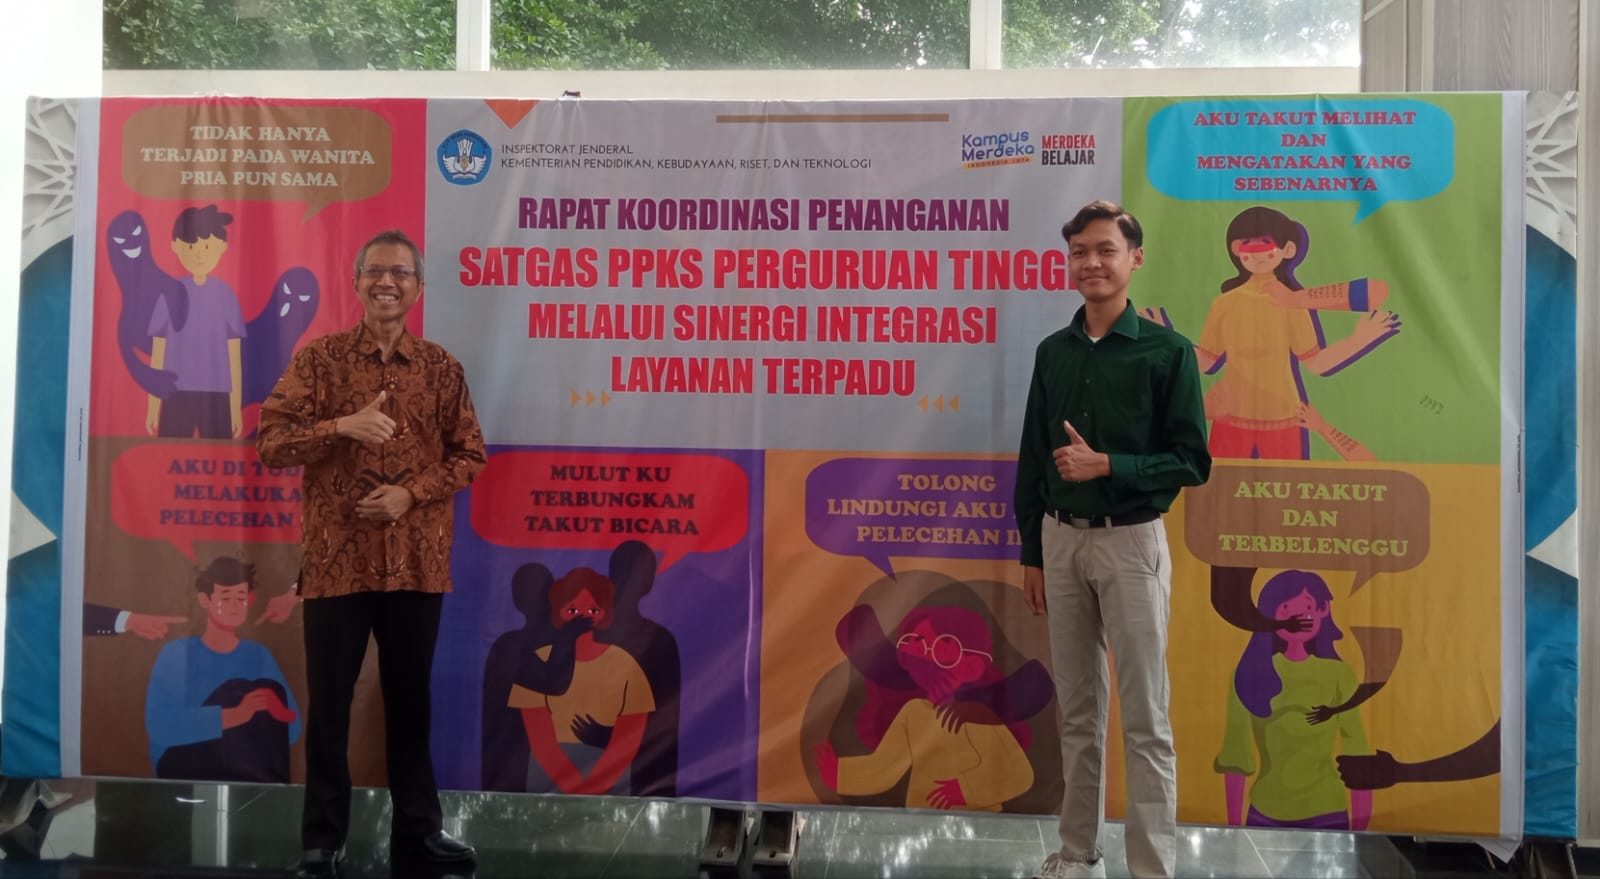 TIDAK HANYA
TERJADI PADA WANITA
PRIA PUN SAMA
INSPEKTORAT JENDERAL
KEMENTERIAN PENDIDIKAN, KEBUDAYAAN, RISET, DAN TEKNOLOGI
Kampus
Merdeka
INDONESIA JAYA
MERDEKA
BELAJAR
RAPAT KOORDINASI PENANGANAN
SATGAS PPKS PERGURUAN TINGGI
MELALUI SINERGI INTEGRASI
LAYANAN TERPADU
AKU TAKUT MELIHAT
DAN
MENGATAKAN YANG
SEBENARNYA
AKU DI
MELAKUKA
PELECEHAN
MULUT KU
TERBUNGKAM
TAKUT BICARA
TOLONG
LINDUNGI AKU
PELECEHAN
AKU TAKUT
DAN
TERBELENGGU